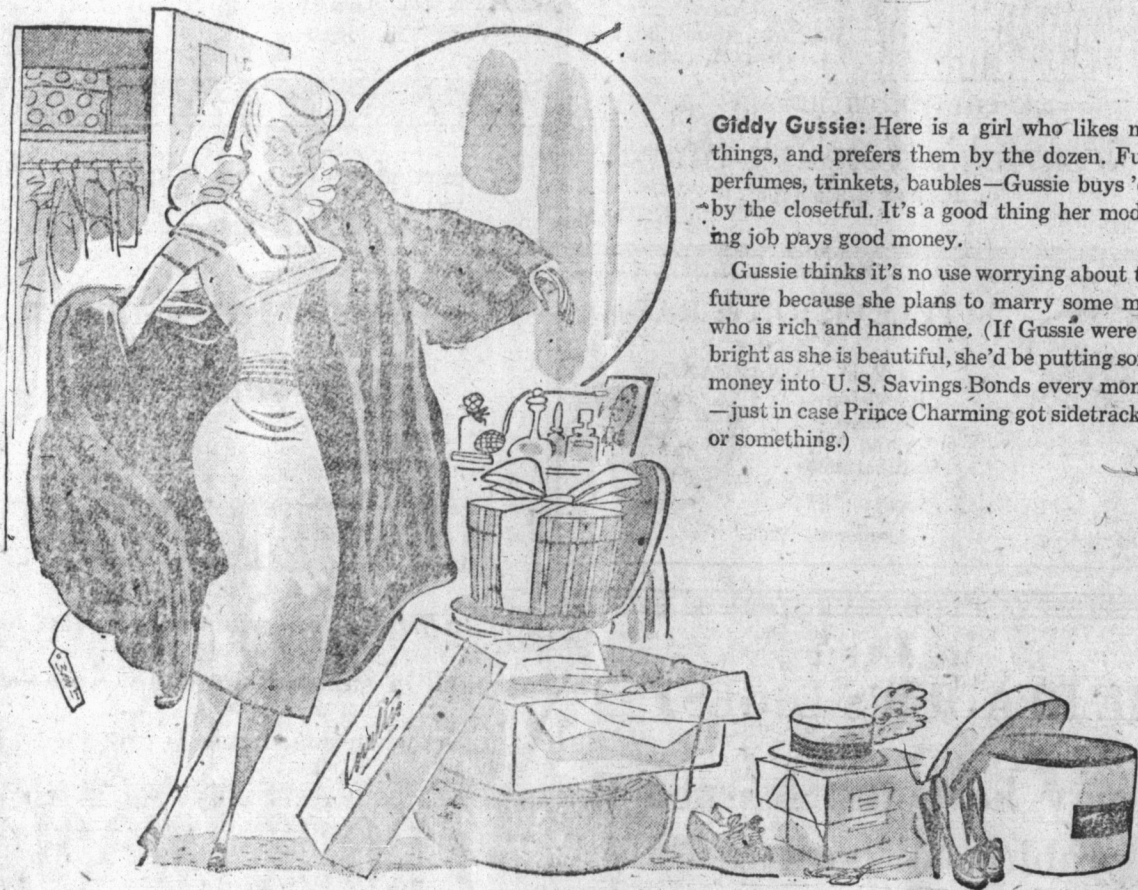 Giddy Gussie: Here is a girl who likes
things, and prefers them by the dozen.
perfumes, trinkets, baubles—Gussie buys
by the closetful. It's a good thing her
ing job pays good money.
Gussie thinks it's no use worrying about
future because she plans to marry some
who is rich and handsome. (If Gussie were
bright as she is beautiful, she'd be putting
money into U. S. Savings Bonds every
—just in case Prince Charming got
or something.)